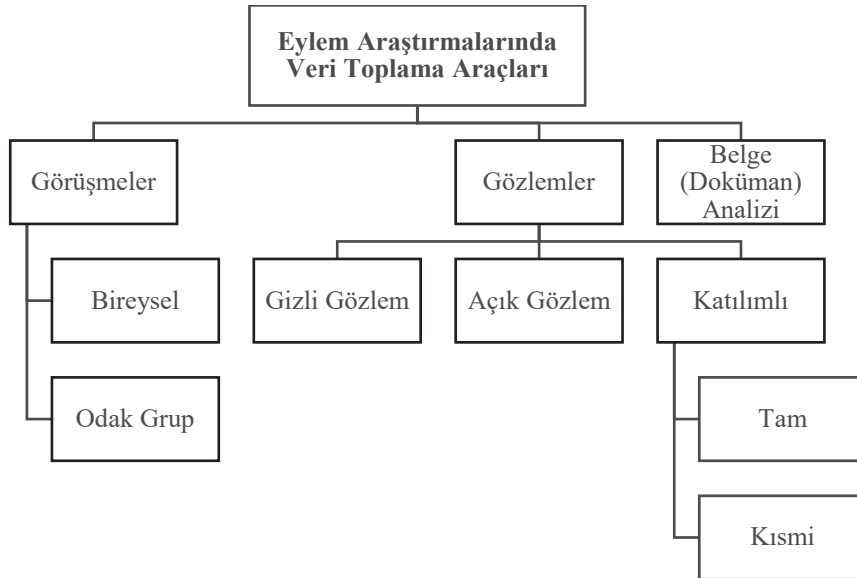 Eylem Araştırmalarında
Veri Toplama Araçları
Görüşmeler
Gözlemler
Belge
(Doküman)
Analizi
Bireysel
Gizli Gözlem
Açık Gözlem
Katılımlı
Odak Grup
Tam
Kısmi